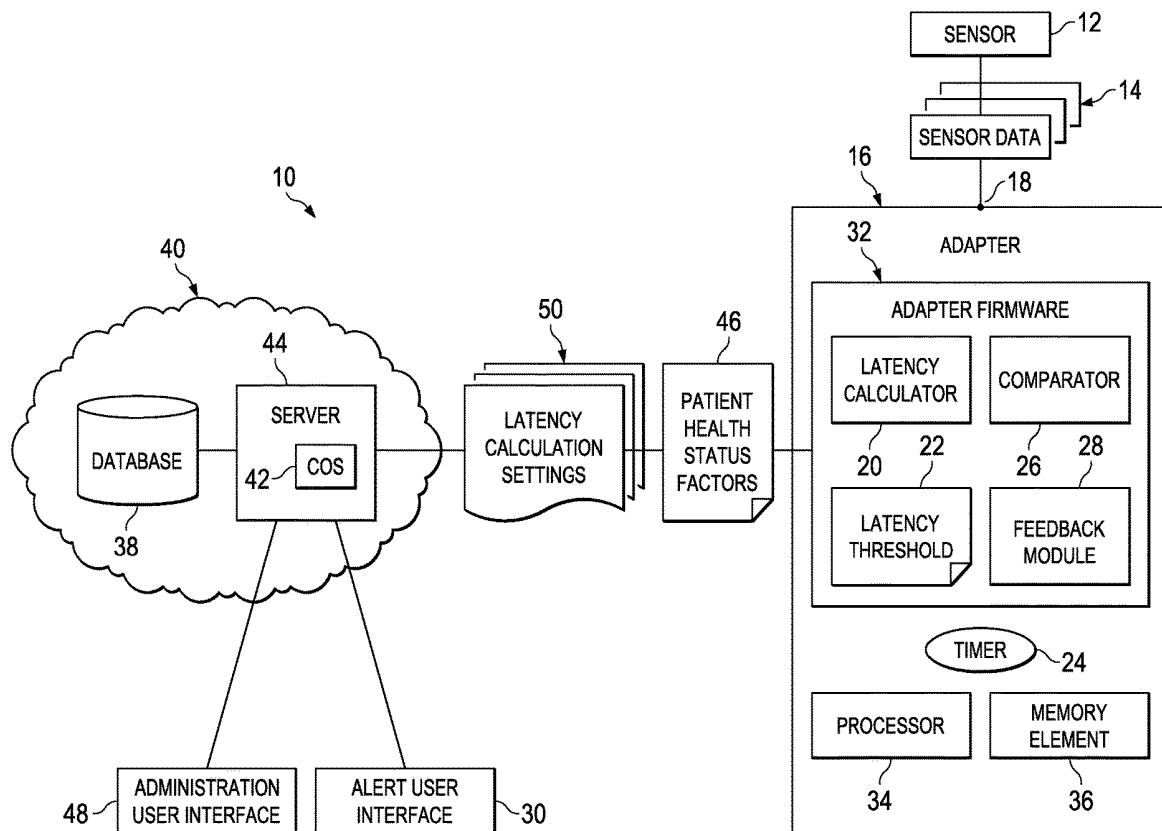 SENSOR
12
14
SENSOR DATA
16
18
10
ADAPTER
32
40
ADAPTER FIRMWARE
50
46
44
LATENCY
CALCULATOR
COMPARATOR
SERVER
LATENCY
CALCULATION
SETTINGS
PATIENT
HEALTH
STATUS
FACTORS
DATABASE
42
COS
20
22
26
28
38
LATENCY
THRESHOLD
FEEDBACK
MODULE
TIMER
24
PROCESSOR
MEMORY
ELEMENT
34
36
48
ADMINISTRATION
USER INTERFACE
ALERT USER
INTERFACE
30